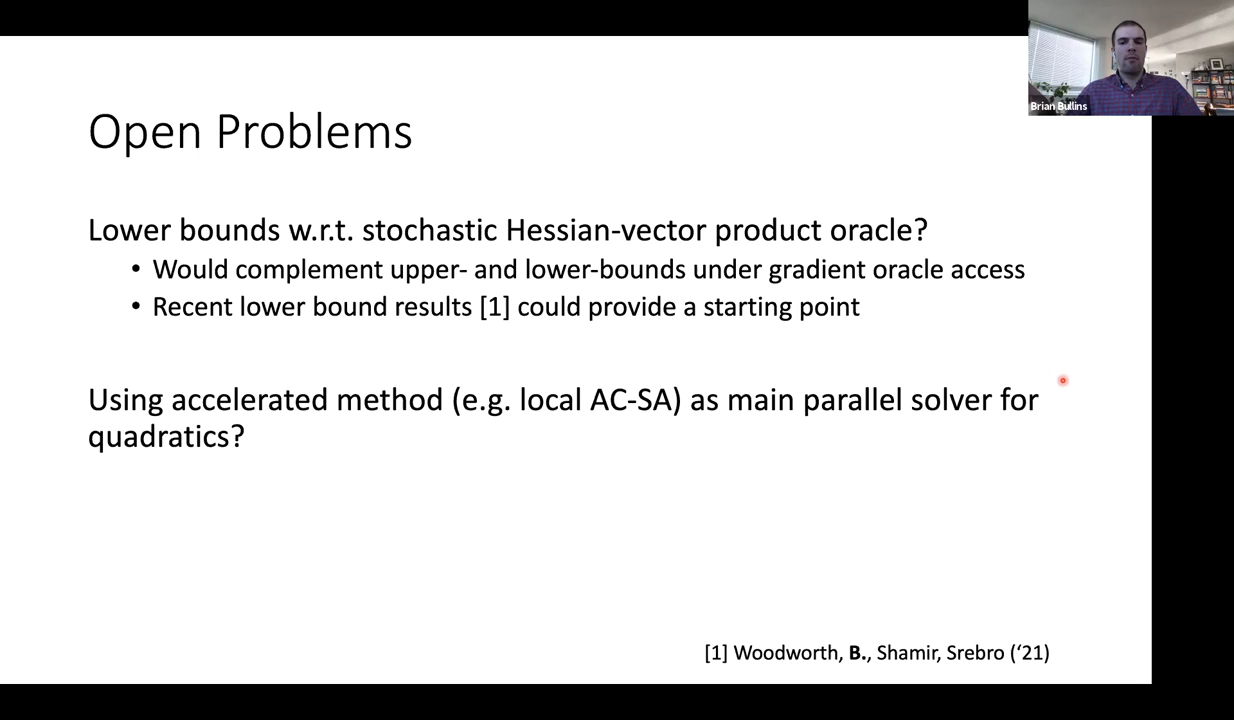 Brian Bullins
Open Problems
Lower bounds w.r.t. stochastic Hessian-vector product oracle?
• Would complement upper- and lower-bounds under gradient oracle access
• Recent lower bound results [1] could provide a starting point
Using accelerated method (e.g. local AC-SA) as main parallel solver for
quadratics?
[1] Woodworth, B., Shamir, Srebro (‘21)